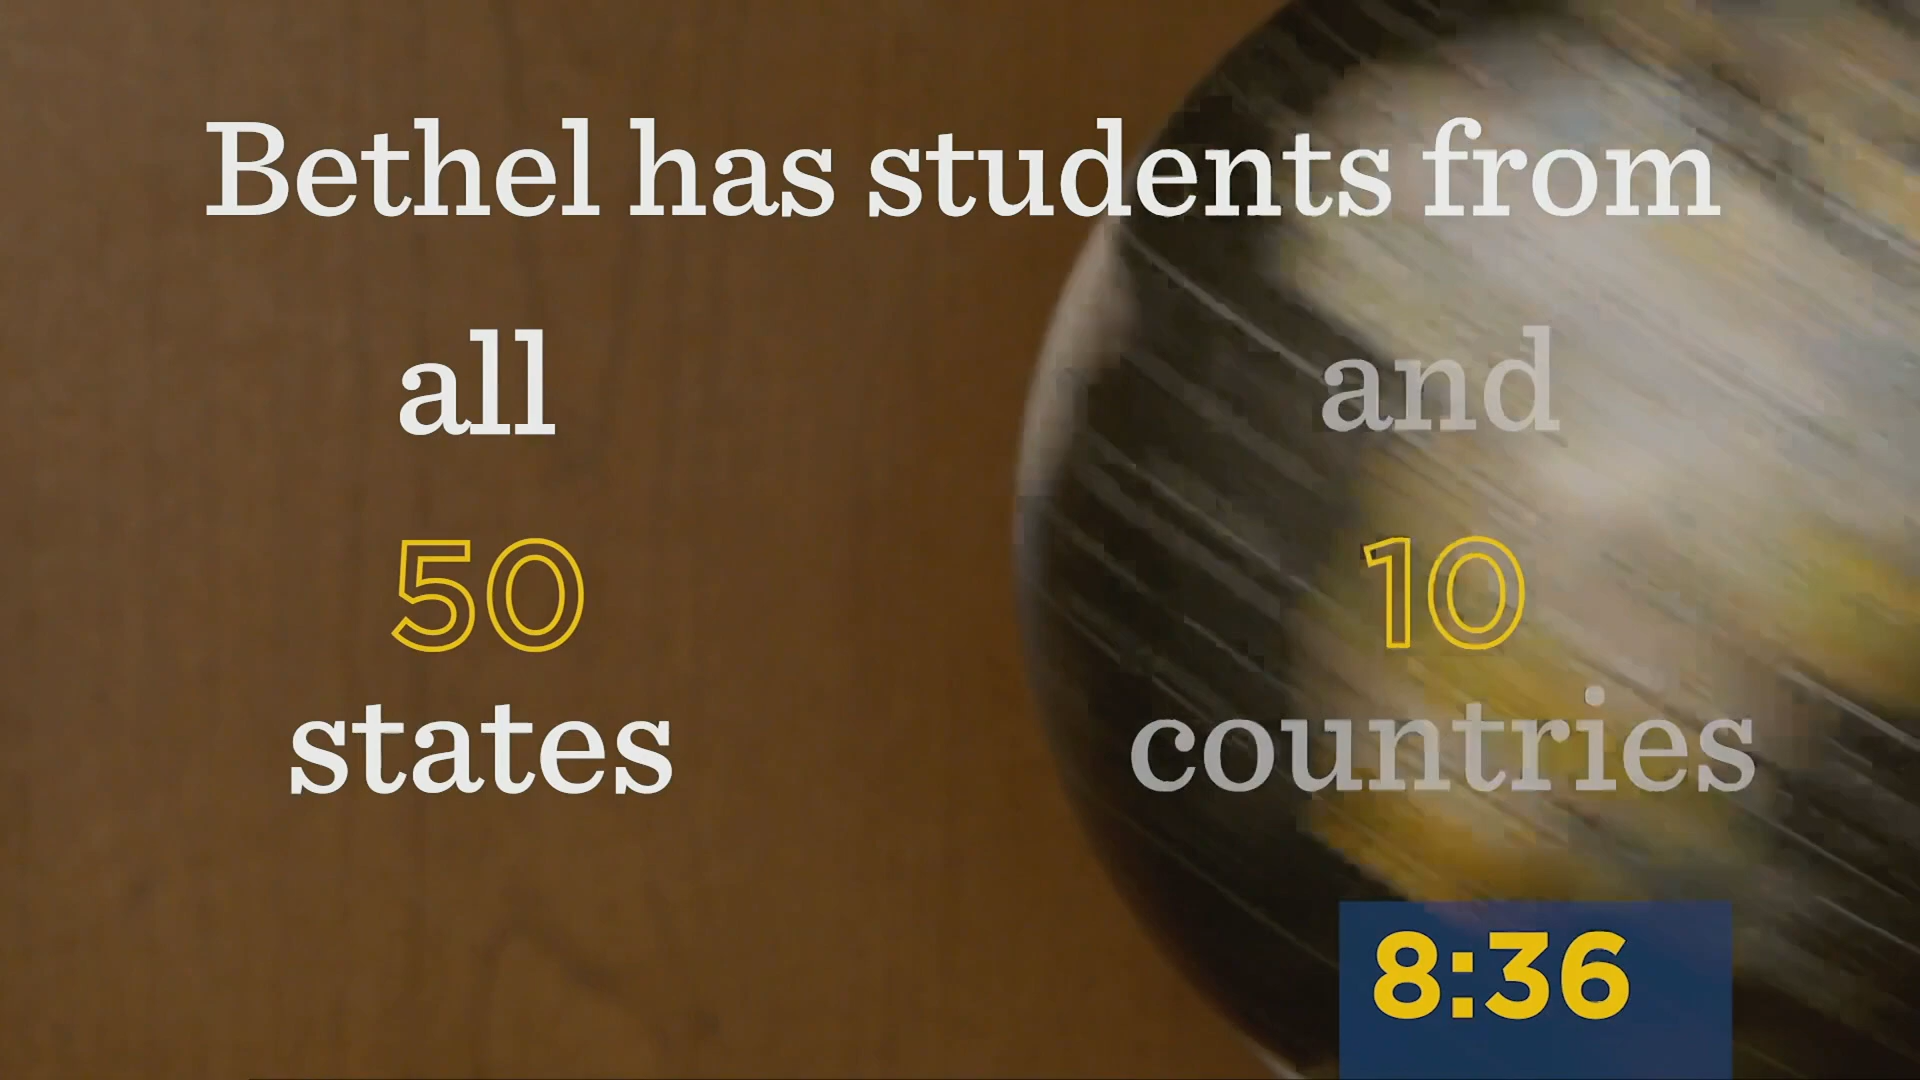 Bethel has students from
all
50
states
and
10
countries
8:36